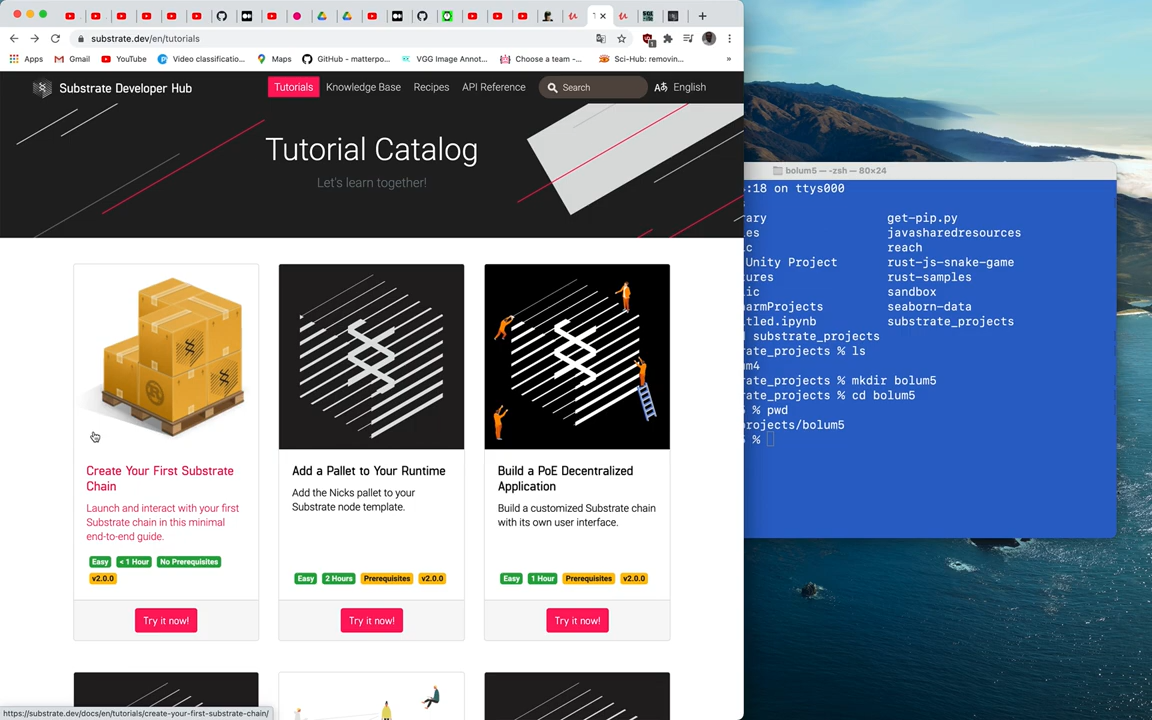 substrate.dev/en/tutorials
Apps
Gmail
YouTube
Video classificatio...
Maps
GitHub - matterpo...
VGG Image Annot...
Choose a team -...
Sci-Hub: removin...
»
Substrate Developer Hub
Tutorials
Knowledge Base
Recipes
API Reference
Search
English
Tutorial Catalog
Let's learn together!
Create Your First Substrate
Chain
Launch and interact with your first
Substrate chain in this minimal
end-to-end guide.
Easy
< 1 Hour
No Prerequisites
v2.0.0
Try it now!
Add a Pallet to Your Runtime
Add the Nicks pallet to your
Substrate node template.
Easy
2 Hours
Prerequisites
v2.0.0
Try it now!
Build a PoE Decentralized
Application
Build a customized Substrate chain
with its own user interface.
Easy
1 Hour
Prerequisites
v2.0.0
Try it now!
https://substrate.dev/docs/en/tutorials/create-your-first-substrate-chain/
bolum5 — -zsh — 80×24
:18 on ttys000
s
ary get-pip.py
es javasharedresources
c reach
Unity Project rust-js-snake-game
ures rust-samples
ic sandbox
armProjects seaborn-data
tled.ipynb substrate_projects
d substrate_projects
rate_projects % ls
m4
rate_projects % mkdir bolum5
rate_projects % cd bolum5
5 % pwd
rojects/bolum5
5 %